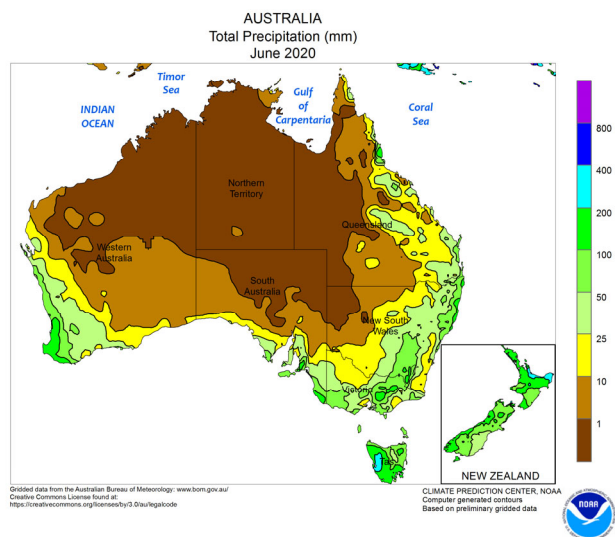 AUSTRALIA
Total Precipitation (mm)
June 2020
Timor
Sea
INDIAN
OCEAN
Gulf
of
Carpentaria
Coral
Sea
Northern
Territory
Queensland
Western
Australia
South
Australia
New South
Wales
Victoria
Tas
NEW ZEALAND
800
400
200
100
50
25
10
1
Gridded data from the Australian Bureau of Meteorology: www.bom.gov.au/
Creative Commons License found at:
https://creativecommons.org/licenses/by/3.0/au/legalcode
CLIMATE PREDICTION CENTER, NOAA
Computer generated contours
Based on preliminary gridded data
NOAA